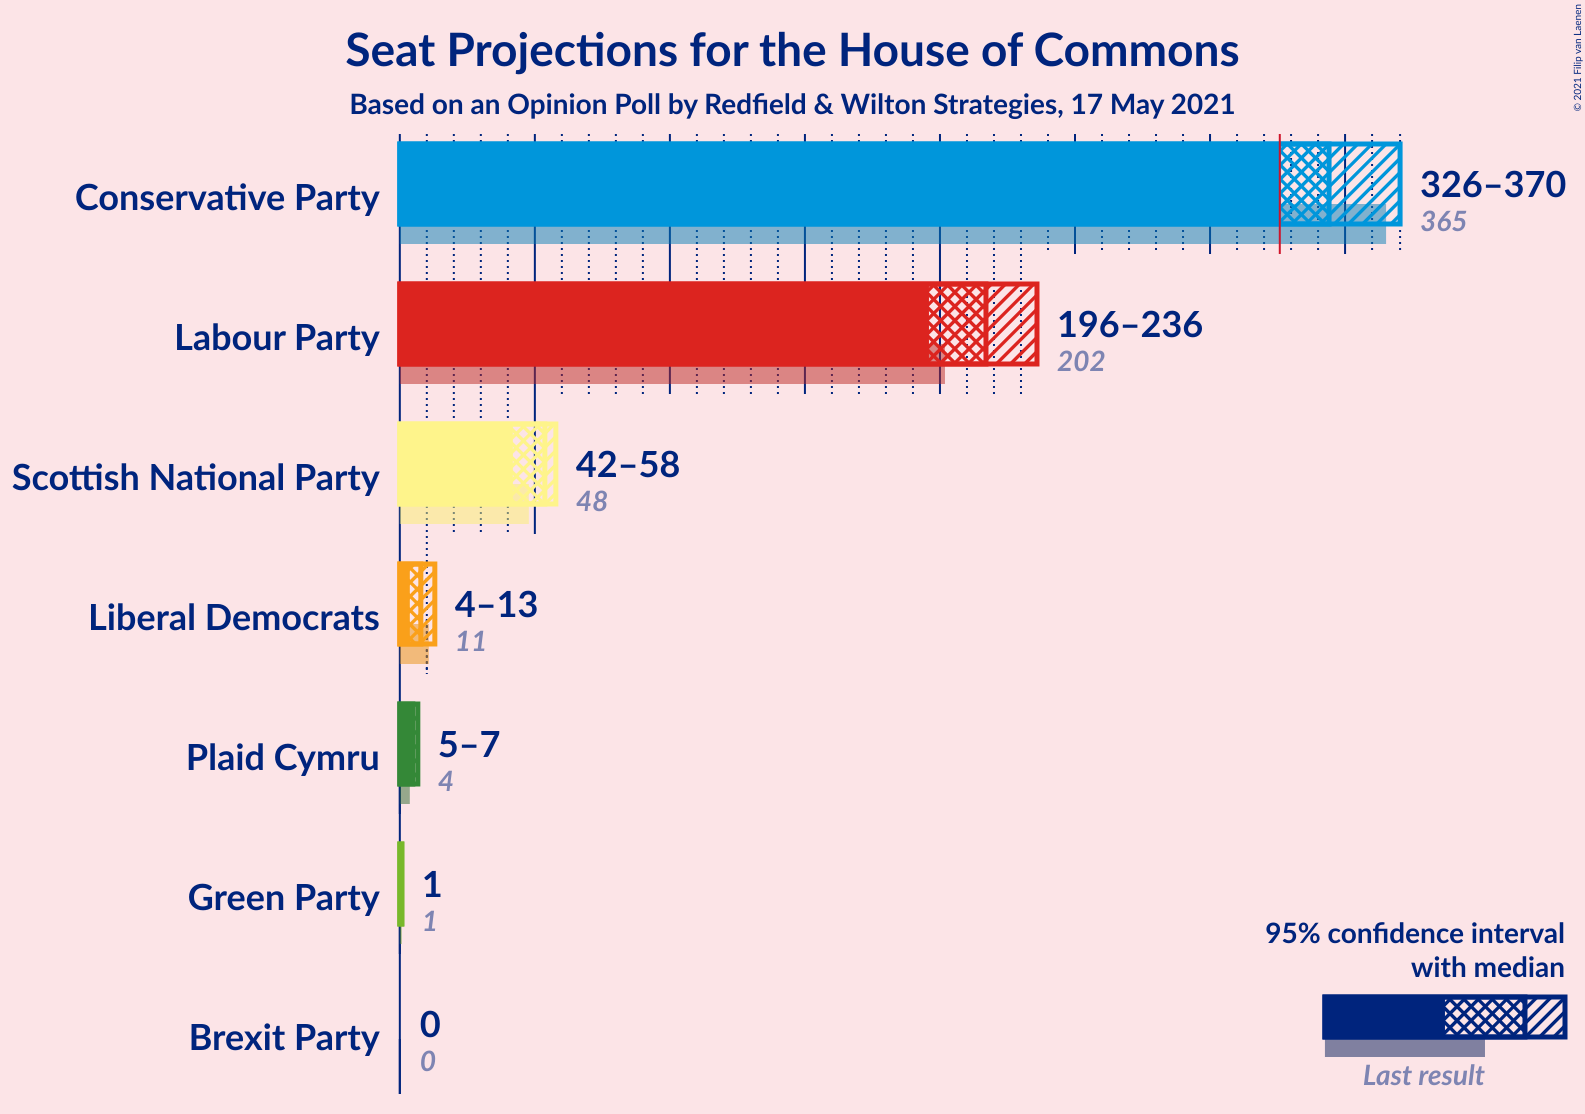 Seat Projections for the House of Commons
Based on an Opinion Poll by Redfield & Wilton Strategies, 17 May 2021
© 2021 Filip van Laenen
Conservative Party
326–370
365
Labour Party
196–236
202
Scottish National Party
42–58
48
Liberal Democrats
4–13
11
Plaid Cymru
5–7
4
Green Party
1
1
Brexit Party
0
0
95% confidence interval
with median
Last result